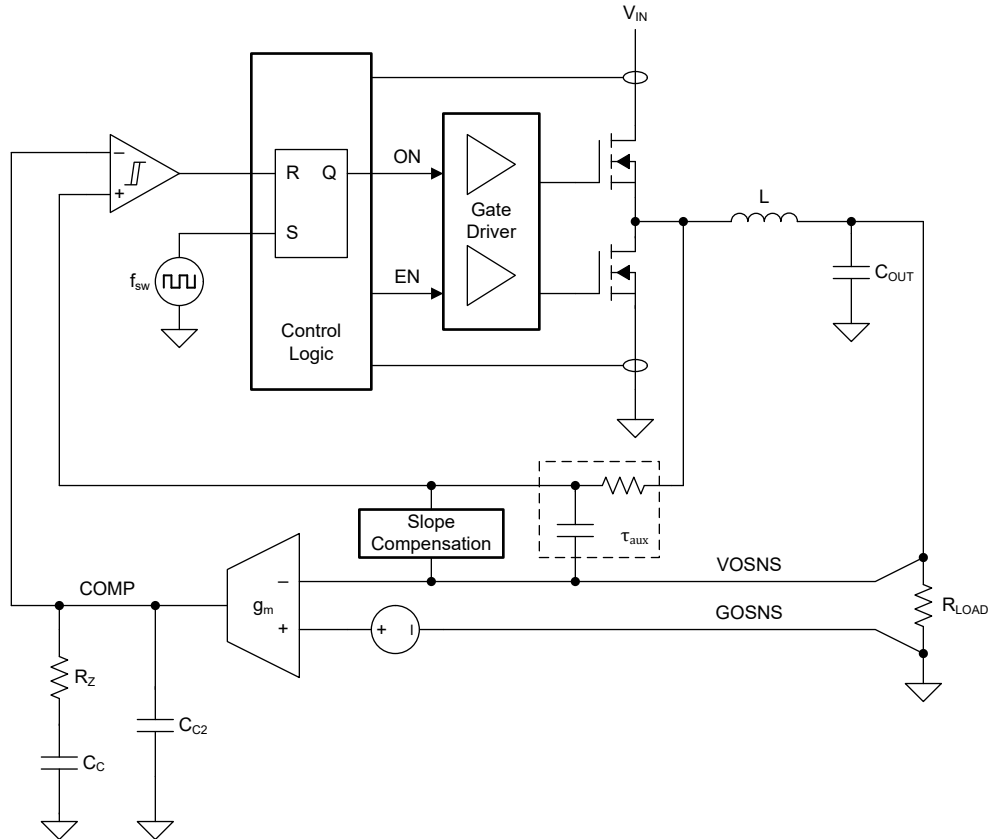 VIN
ON
R
Q
S
L
Gate
Driver
COUT
fsw
EN
Control
Logic
Slope
Compensation
τaux
VOSNS
COMP
gm
GOSNS
RLOAD
RZ
CC2
CC